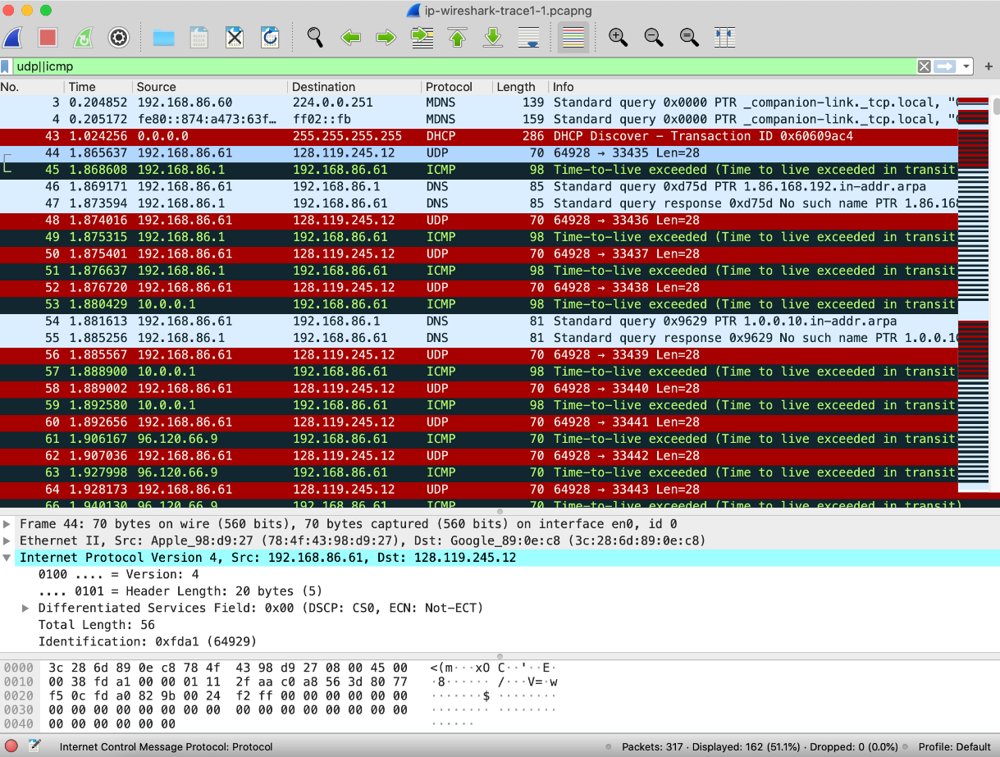 ip-wireshark-trace1-1.pcapng
udp||icmp
No. Time Source Destination Protocol Length Info
3 0.204852 192.168.86.60 224.0.0.251 MDNS 139 Standard query 0x0000 PTR _companion-link._tcp.local, "
4 0.205172 fe80::874:a473:63f… ff02::fb MDNS 159 Standard query 0x0000 PTR _companion-link._tcp.local, "
43 1.024256 0.0.0.0 255.255.255.255 DHCP 286 DHCP Discover - Transaction ID 0x60609ac4
44 1.865637 192.168.86.61 128.119.245.12 UDP 70 64928 → 33435 Len=28
45 1.868608 192.168.86.1 192.168.86.61 ICMP 98 Time-to-live exceeded (Time to live exceeded in transit
46 1.869171 192.168.86.61 192.168.86.1 DNS 85 Standard query 0xd75d PTR 1.86.168.192.in-addr.arpa
47 1.873594 192.168.86.1 192.168.86.61 DNS 85 Standard query response 0xd75d No such name PTR 1.86.168
48 1.874016 192.168.86.61 128.119.245.12 UDP 70 64928 → 33436 Len=28
49 1.875315 192.168.86.1 192.168.86.61 ICMP 98 Time-to-live exceeded (Time to live exceeded in transit
50 1.875401 192.168.86.61 128.119.245.12 UDP 70 64928 → 33437 Len=28
51 1.876637 192.168.86.1 192.168.86.61 ICMP 98 Time-to-live exceeded (Time to live exceeded in transit
52 1.876720 192.168.86.61 128.119.245.12 UDP 70 64928 → 33438 Len=28
53 1.880429 10.0.0.1 192.168.86.61 ICMP 98 Time-to-live exceeded (Time to live exceeded in transit
54 1.881613 192.168.86.61 192.168.86.1 DNS 81 Standard query 0x9629 PTR 1.0.0.10.in-addr.arpa
55 1.885256 192.168.86.1 192.168.86.61 DNS 81 Standard query response 0x9629 No such name PTR 1.0.0.10
56 1.885567 192.168.86.61 128.119.245.12 UDP 70 64928 → 33439 Len=28
57 1.888900 10.0.0.1 192.168.86.61 ICMP 98 Time-to-live exceeded (Time to live exceeded in transit
58 1.889002 192.168.86.61 128.119.245.12 UDP 70 64928 → 33440 Len=28
59 1.892580 10.0.0.1 192.168.86.61 ICMP 98 Time-to-live exceeded (Time to live exceeded in transit
60 1.892656 192.168.86.61 128.119.245.12 UDP 70 64928 → 33441 Len=28
61 1.906167 96.120.66.9 192.168.86.61 ICMP 70 Time-to-live exceeded (Time to live exceeded in transit
62 1.907036 192.168.86.61 128.119.245.12 UDP 70 64928 → 33442 Len=28
63 1.927998 96.120.66.9 192.168.86.61 ICMP 70 Time-to-live exceeded (Time to live exceeded in transit
64 1.928173 192.168.86.61 128.119.245.12 UDP 70 64928 → 33443 Len=28
66 1.940130 96.120.66.9 192.168.86.61 ICMP 70 Time-to-live exceeded (Time to live exceeded in transit)
Frame 44: 70 bytes on wire (560 bits), 70 bytes captured (560 bits) on interface en0, id 0
Ethernet II, Src: Apple_98:d9:27 (78:4f:43:98:d9:27), Dst: Google_89:0e:c8 (3c:28:6d:89:0e:c8)
Internet Protocol Version 4, Src: 192.168.86.61, Dst: 128.119.245.12
0100 .... = Version: 4
.... 0101 = Header Length: 20 bytes (5)
Differentiated Services Field: 0x00 (DSCP: CS0, ECN: Not-ECT)
Total Length: 56
Identification: 0xfda1 (64929)
0000 3c 28 6d 89 0e c8 78 4f 43 98 d9 27 08 00 45 00 <(m···xO C··'··E·
0010 00 38 fd a1 00 00 01 11 2f aa c0 a8 56 3d 80 77 ·8······ /···V=·w
0020 f5 0c fd a0 82 9b 00 24 f2 ff 00 00 00 00 00 00 ·······$ ········
0030 00 00 00 00 00 00 00 00 00 00 00 00 00 00 00 00 ········ ········
0040 00 00 00 00 00 00 ······
Internet Control Message Protocol: Protocol
Packets: 317 · Displayed: 162 (51.1%) · Dropped: 0 (0.0%)
Profile: Default